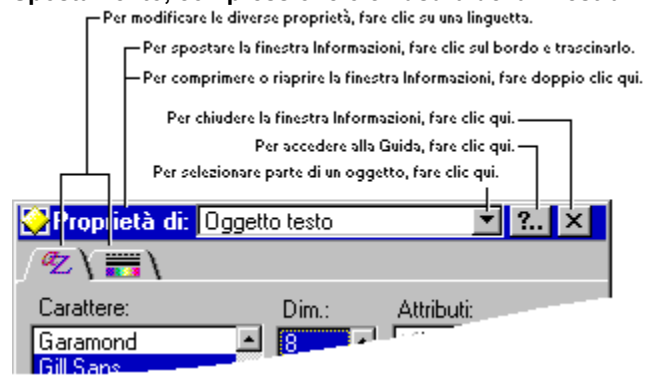 Per modificare le diverse proprietà, fare clic su una linguetta.
Per spostare la finestra Informazioni, fare clic sul bordo e trascinarlo.
Per comprimere o riaprire la finestra Informazioni, fare doppio clic qui.
Per chiudere la finestra Informazioni, fare clic qui.
Per accedere alla Guida, fare clic qui.
Per selezionare parte di un oggetto, fare clic qui.
Proprietà di: Oggetto testo ?.. ×
az
Carattere: Dim.: Attributi:
Garamond 8
Gill Sans